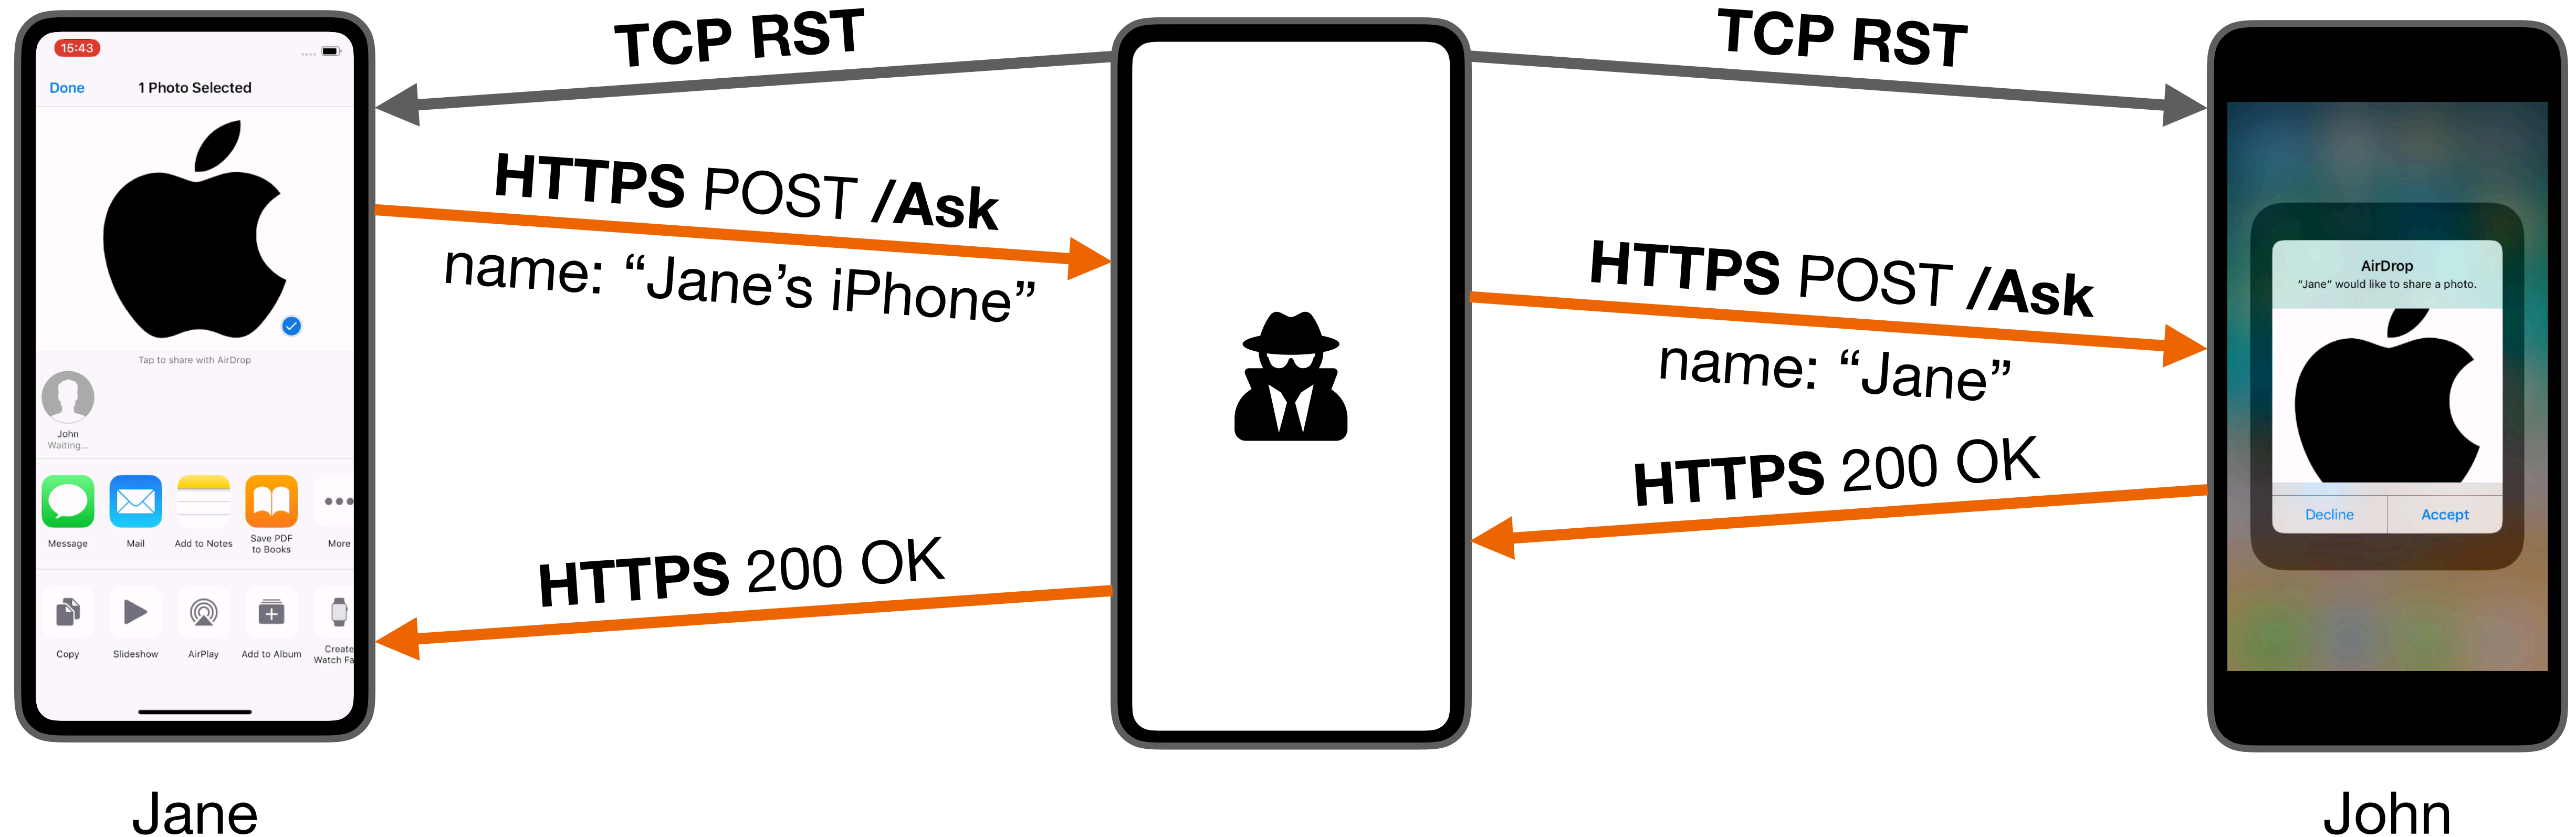 15:43
Done
1 Photo Selected
Tap to share with AirDrop
John
Waiting...
Message
Mail
Add to Notes
Save PDF
to Books
More
Copy
Slideshow
AirPlay
Add to Album
Create
Watch Fa
Jane
TCP RST
HTTPS POST /Ask
name: “Jane’s iPhone”
HTTPS 200 OK
TCP RST
HTTPS POST /Ask
name: “Jane”
HTTPS 200 OK
AirDrop
“Jane” would like to share a photo.
Decline
Accept
John